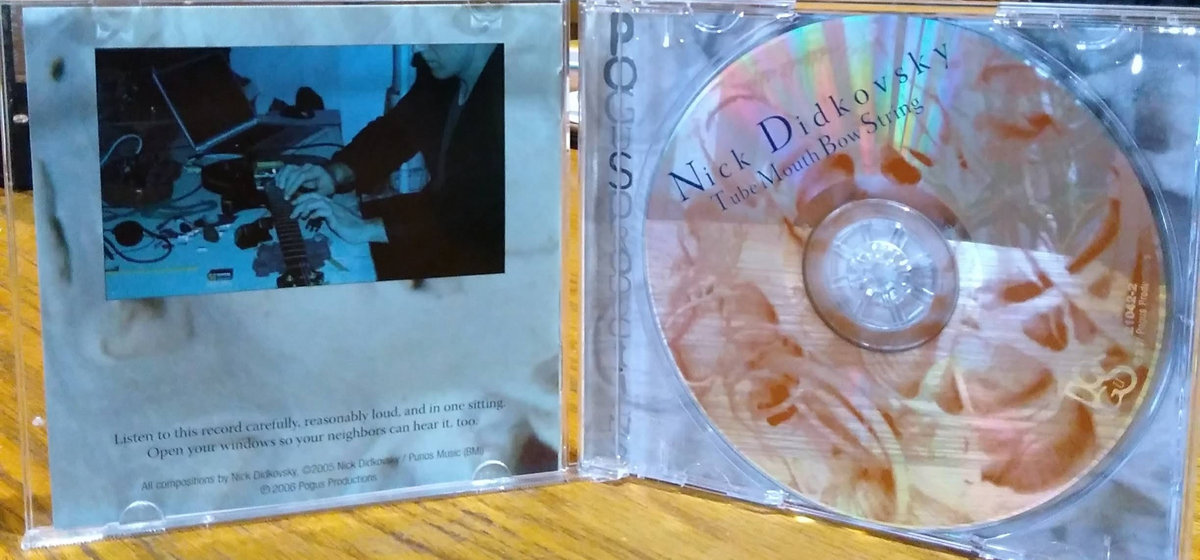 Listen to this record carefully, reasonably loud, and in one sitting.
Open your windows so your neighbors can hear it, too.
All compositions by Nick Didkovsky, ©2005 Nick Didkovsky / Punos Music (BMI)
℗ 2006 Pogus Productions
POGUS
Nick Didkovsky
Tube Mouth Bow String